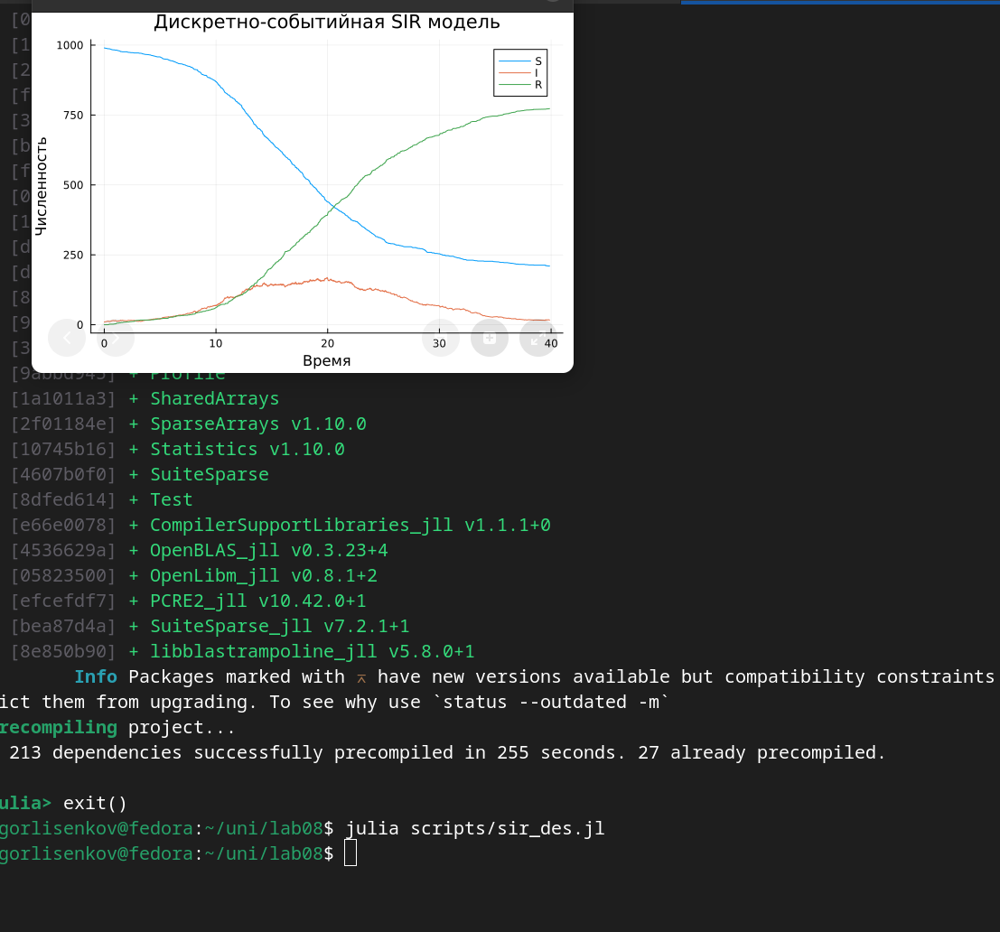 Дискретно-событийная SIR модель
1000
750
500
250
0
Численность
S
I
R
0 10 20 30 40
Время
[0
[1
[2
[f
[3
[b
[f
[0
[1
[d
[d
[8
[9
[3
[9abbd945] + Profile
[1a1011a3] + SharedArrays
[2f01184e] + SparseArrays v1.10.0
[10745b16] + Statistics v1.10.0
[4607b0f0] + SuiteSparse
[8dfed614] + Test
[e66e0078] + CompilerSupportLibraries_jll v1.1.1+0
[4536629a] + OpenBLAS_jll v0.3.23+4
[05823500] + OpenLibm_jll v0.8.1+2
[efcefdf7] + PCRE2_jll v10.42.0+1
[bea87d4a] + SuiteSparse_jll v7.2.1+1
[8e850b90] + libblastrampoline_jll v5.8.0+1
Info Packages marked with ⌅ have new versions available but compatibility constraints
ict them from upgrading. To see why use `status --outdated -m`
recompiling project...
213 dependencies successfully precompiled in 255 seconds. 27 already precompiled.
ulia> exit()
gorlisenkov@fedora:~/uni/lab08$ julia scripts/sir_des.jl
gorlisenkov@fedora:~/uni/lab08$